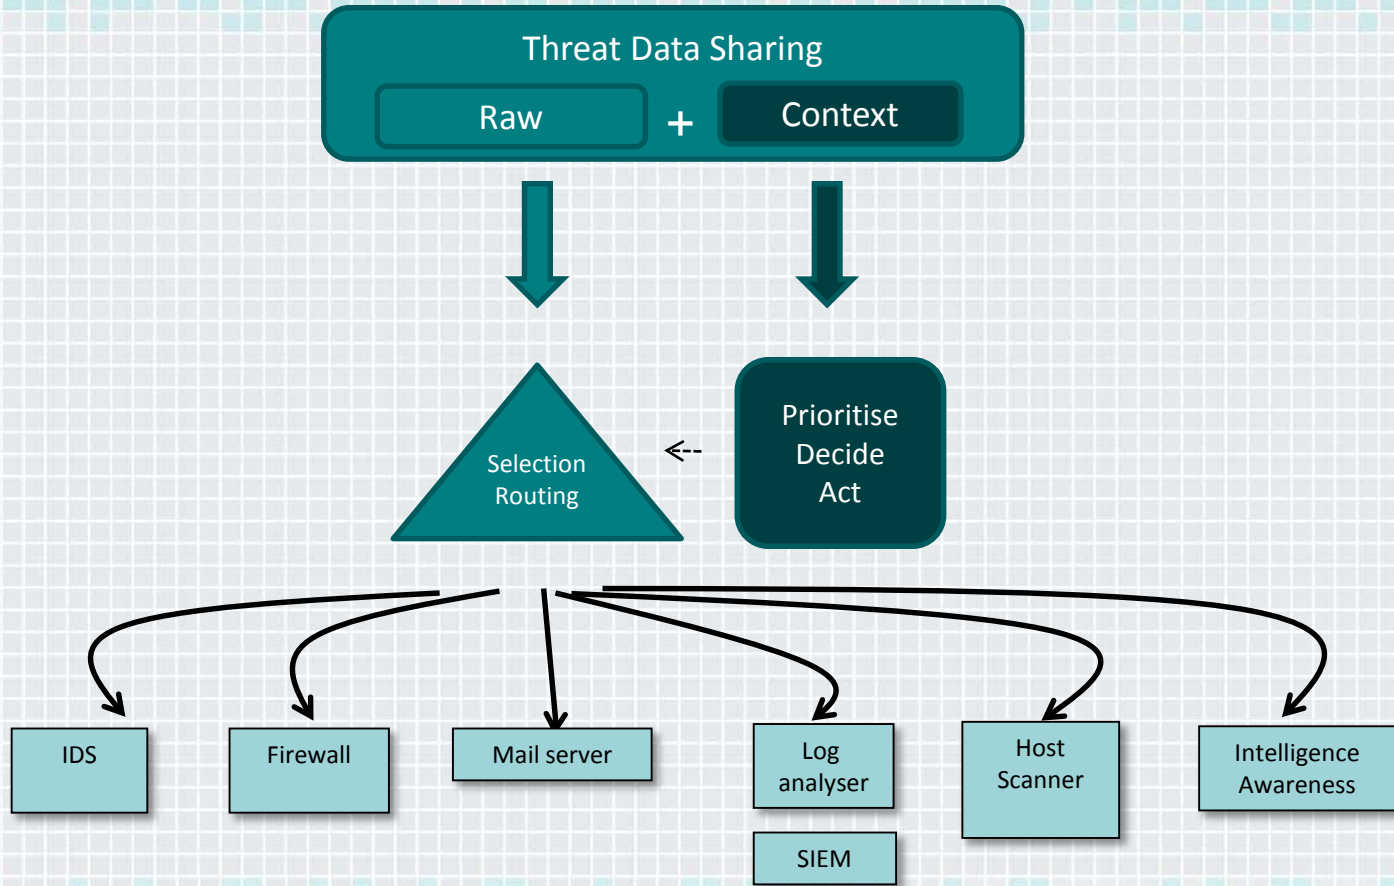 Threat Data Sharing
Raw
+
Context
Selection
Routing
Prioritise
Decide
Act
IDS
Firewall
Mail server
Log
analyser
SIEM
Host
Scanner
Intelligence
Awareness